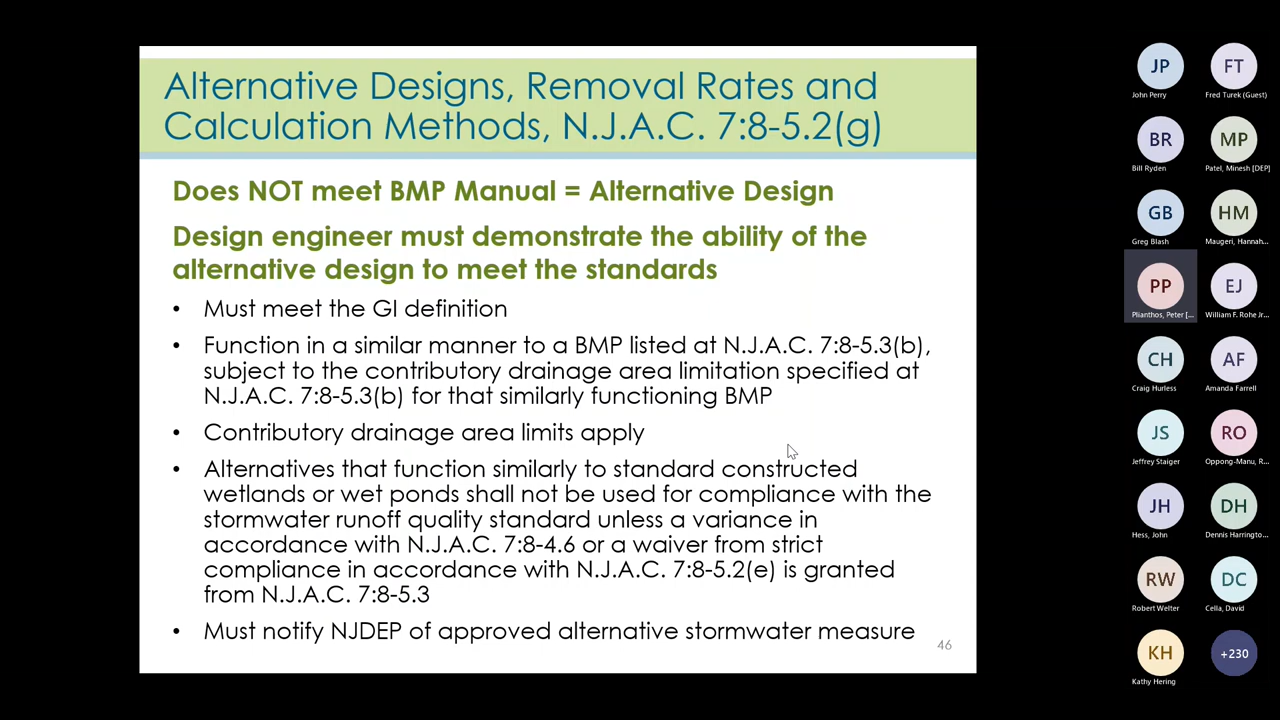 Alternative Designs, Removal Rates and
Calculation Methods, N.J.A.C. 7:8-5.2(g)
Does NOT meet BMP Manual = Alternative Design
Design engineer must demonstrate the ability of the
alternative design to meet the standards
• Must meet the GI definition
• Function in a similar manner to a BMP listed at N.J.A.C. 7:8-5.3(b),
subject to the contributory drainage area limitation specified at
N.J.A.C. 7:8-5.3(b) for that similarly functioning BMP
• Contributory drainage area limits apply
• Alternatives that function similarly to standard constructed
wetlands or wet ponds shall not be used for compliance with the
stormwater runoff quality standard unless a variance in
accordance with N.J.A.C. 7:8-4.6 or a waiver from strict
compliance in accordance with N.J.A.C. 7:8-5.2(e) is granted
from N.J.A.C. 7:8-5.3
• Must notify NJDEP of approved alternative stormwater measure
46
JP
John Perry
FT
Fred Turek (Guest)
BR
Bill Ryden
MP
Patel, Minesh [DEP]
GB
Greg Blash
HM
Maugeri, Hannah...
PP
Plianthos, Peter [...
EJ
William F. Rohe Jr...
CH
Craig Hurless
AF
Amanda Farrell
JS
Jeffrey Staiger
RO
Oppong-Manu, R...
JH
Hess, John
DH
Dennis Harringto...
RW
Robert Welter
DC
Cella, David
KH
Kathy Hering
+230